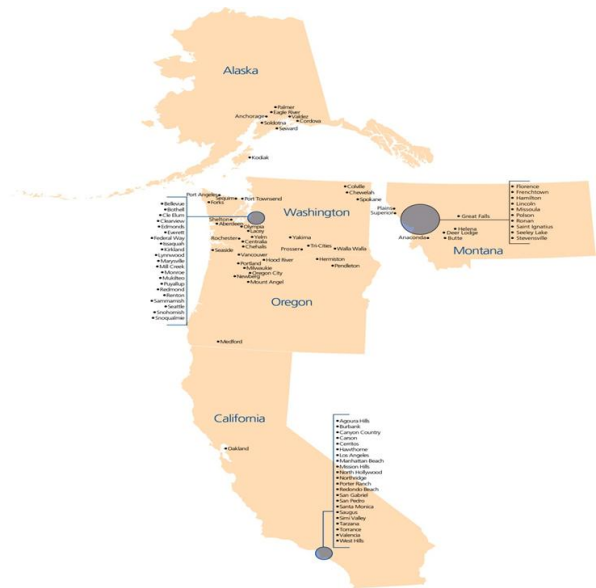 Alaska
Palmer
Eagle River
Anchorage
Valdez
Soldotna
Cordova
Seward
Kodiak
Port Angeles
Forks
Sequim
Port Townsend
Colville
Chewelah
Spokane
Washington
Shelton
Aberdeen
Olympia
Lacey
Yelm
Rochester
Centralia
Chehalis
Yakima
Tri-Cities
Prosser
Walla Walla
Seaside
Vancouver
Hood River
Hermiston
Portland
Milwaukie
Pendleton
Oregon City
Newberg
Mount Angel
Oregon
Medford
Bellevue
Bothell
Cle Elum
Clearview
Edmonds
Everett
Federal Way
Issaquah
Kirkland
Lynnwood
Marysville
Mill Creek
Monroe
Mukilteo
Puyallup
Redmond
Renton
Sammamish
Seattle
Snohomish
Snoqualmie
Plains
Superior
Great Falls
Helena
Anaconda
Deer Lodge
Butte
Montana
Florence
Frenchtown
Hamilton
Lincoln
Missoula
Polson
Ronan
Saint Ignatius
Seeley Lake
Stevensville
California
Oakland
Agoura Hills
Burbank
Canyon Country
Carson
Cerritos
Hawthorne
Los Angeles
Manhattan Beach
Mission Hills
North Hollywood
Northridge
Porter Ranch
Redondo Beach
San Gabriel
San Pedro
Santa Monica
Saugus
Simi Valley
Tarzana
Torrance
Valencia
West Hills